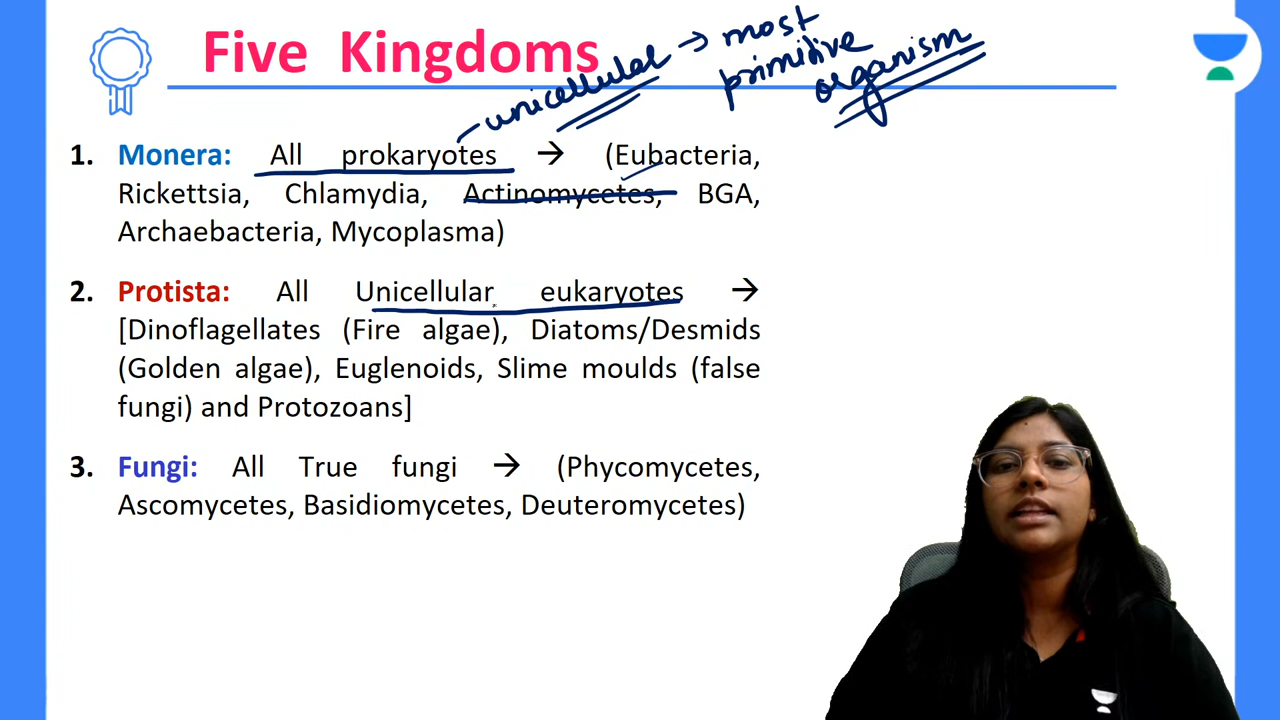 Five Kingdoms
unicellular → most
primitive
organism
1. Monera: All prokaryotes → (Eubacteria,
Rickettsia, Chlamydia, Actinomycetes, BGA,
Archaebacteria, Mycoplasma)
2. Protista: All Unicellular eukaryotes →
[Dinoflagellates (Fire algae), Diatoms/Desmids
(Golden algae), Euglenoids, Slime moulds (false
fungi) and Protozoans]
3. Fungi: All True fungi → (Phycomycetes,
Ascomycetes, Basidiomycetes, Deuteromycetes)